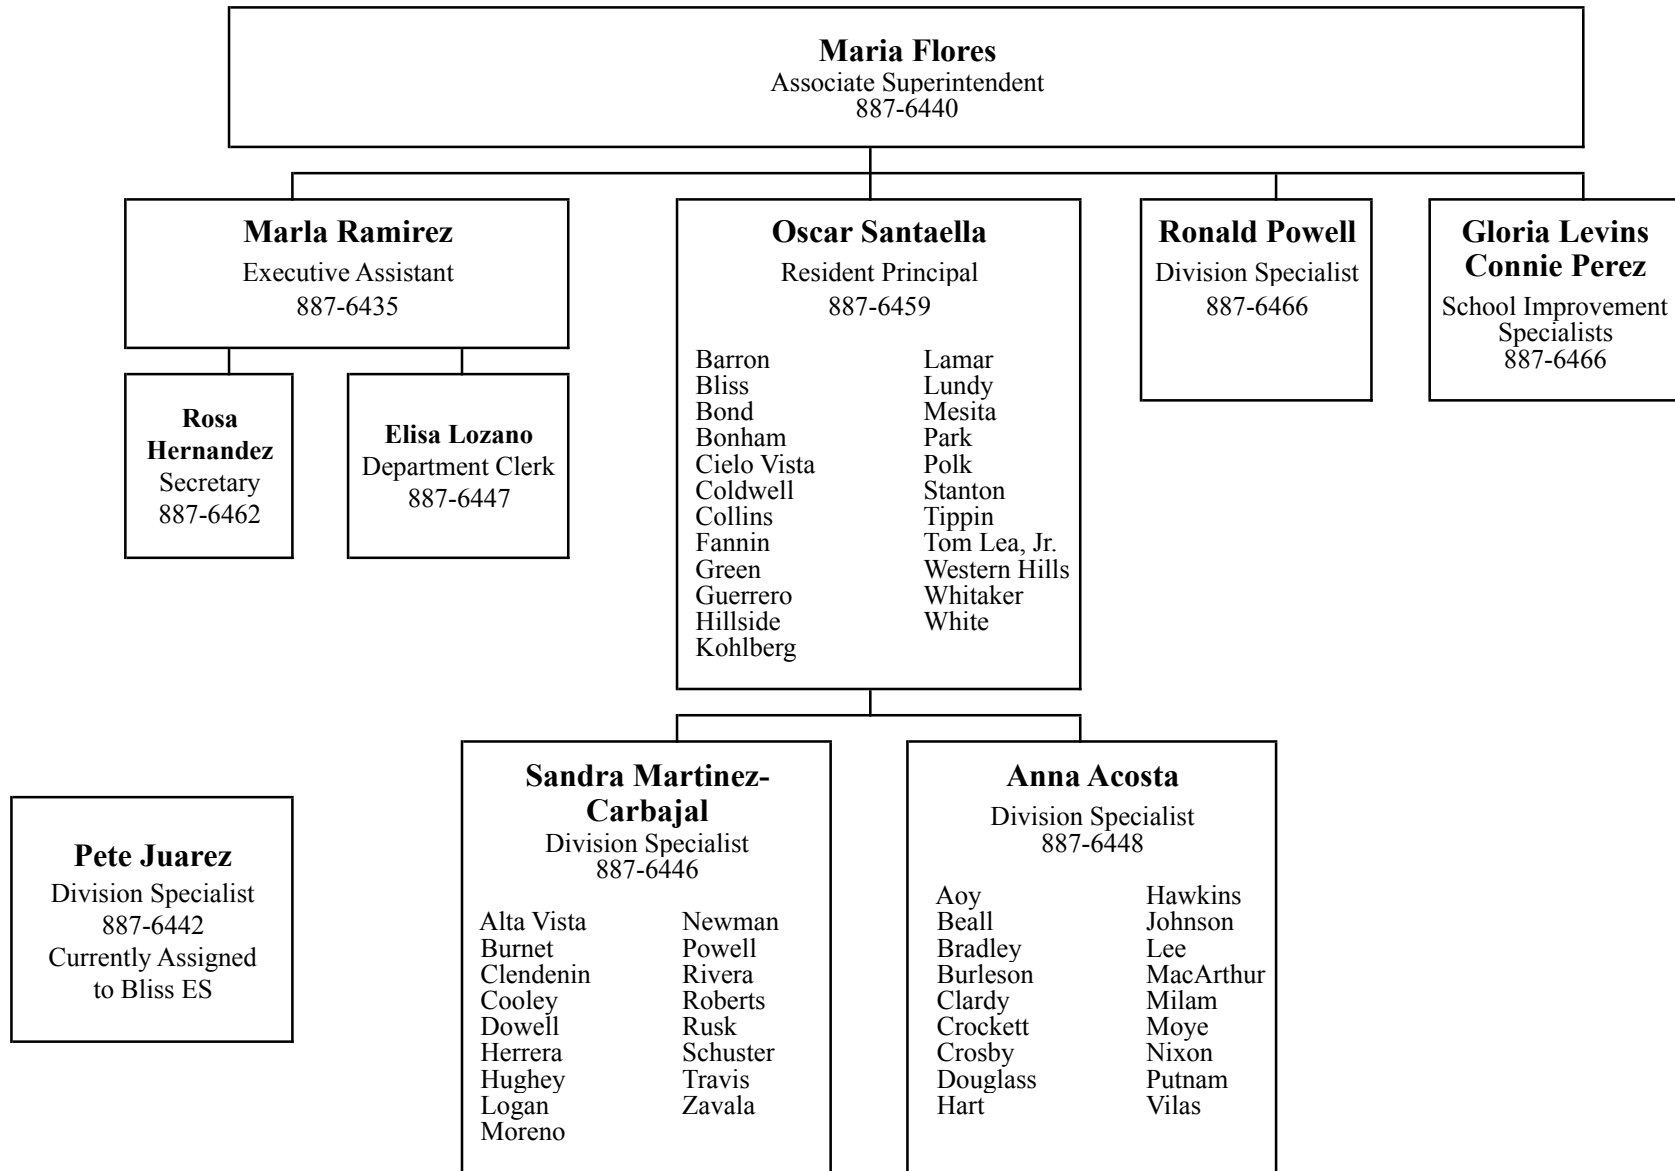 Maria Flores
Associate Superintendent
887-6440
Marla Ramirez
Executive Assistant
887-6435
Oscar Santaella
Resident Principal
887-6459
Barron
Bliss
Bond
Bonham
Cielo Vista
Coldwell
Collins
Fannin
Green
Guerrero
Hillside
Kohlberg
Lamar
Lundy
Mesita
Park
Polk
Stanton
Tippin
Tom Lea, Jr.
Western Hills
Whitaker
White
Ronald Powell
Division Specialist
887-6466
Gloria Levins
Connie Perez
School Improvement
Specialists
887-6466
Rosa
Hernandez
Secretary
887-6462
Elisa Lozano
Department Clerk
887-6447
Pete Juarez
Division Specialist
887-6442
Currently Assigned
to Bliss ES
Sandra Martinez-
Carbajal
Division Specialist
887-6446
Alta Vista
Burnet
Clendenin
Cooley
Dowell
Herrera
Hughey
Logan
Moreno
Newman
Powell
Rivera
Roberts
Rusk
Schuster
Travis
Zavala
Anna Acosta
Division Specialist
887-6448
Aoy
Beall
Bradley
Burleson
Clardy
Crockett
Crosby
Douglass
Hart
Hawkins
Johnson
Lee
MacArthur
Milam
Moye
Nixon
Putnam
Vilas